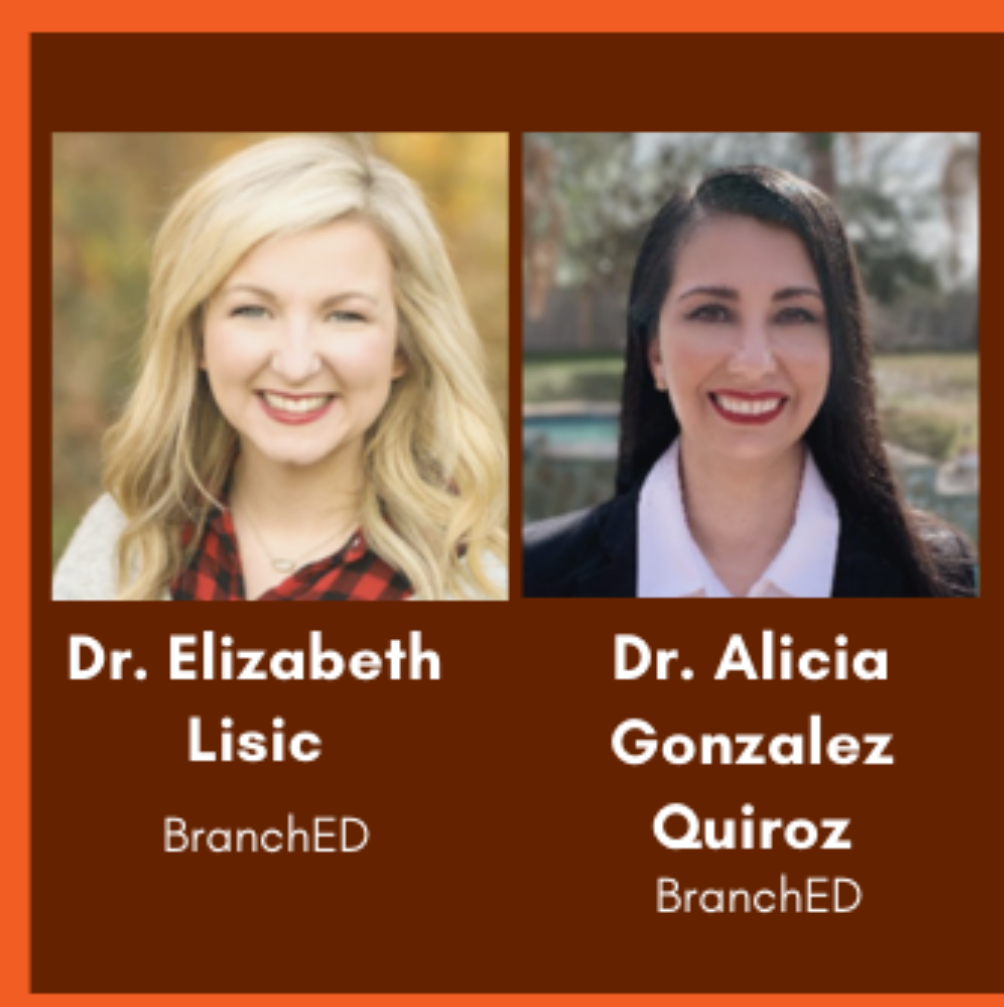 Dr. Elizabeth
Lisic
BranchED
Dr. Alicia
Gonzalez
Quiroz
BranchED